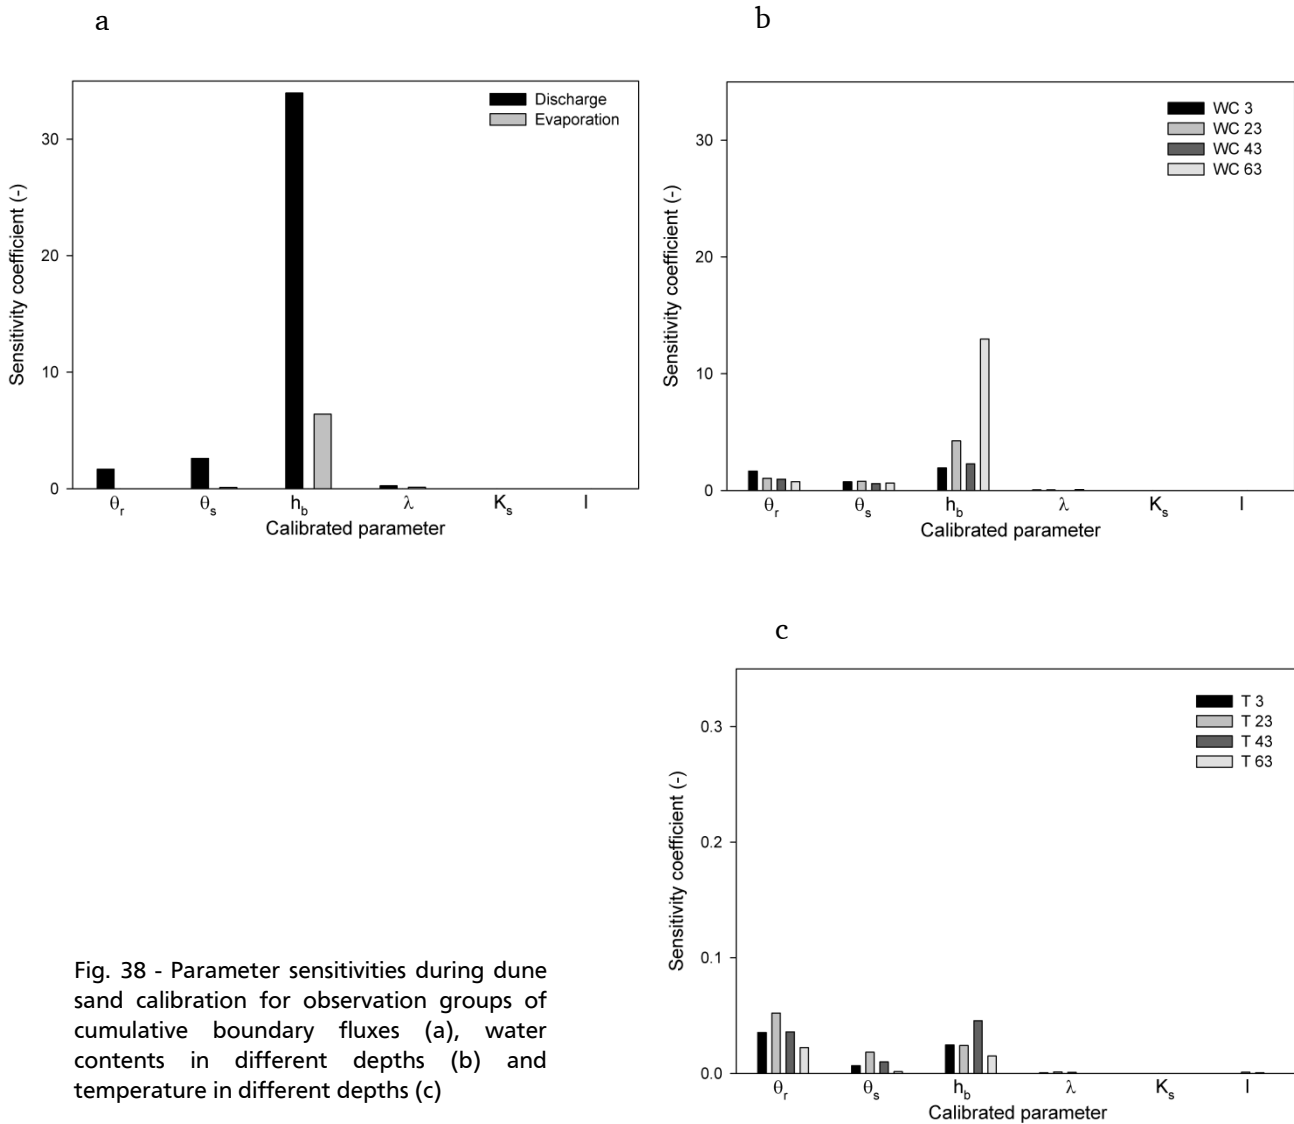 a
Sensitivity coefficient (-)
30
20
10
0
Discharge
Evaporation
θr θs hb λ Ks l
Calibrated parameter
b
Sensitivity coefficient (-)
30
20
10
0
WC 3
WC 23
WC 43
WC 63
θr θs hb λ Ks l
Calibrated parameter
c
Sensitivity coefficient (-)
0.3
0.2
0.1
0.0
T 3
T 23
T 43
T 63
θr θs hb λ Ks l
Calibrated parameter
Fig. 38 - Parameter sensitivities during dune
sand calibration for observation groups of
cumulative boundary fluxes (a), water
contents in different depths (b) and
temperature in different depths (c)